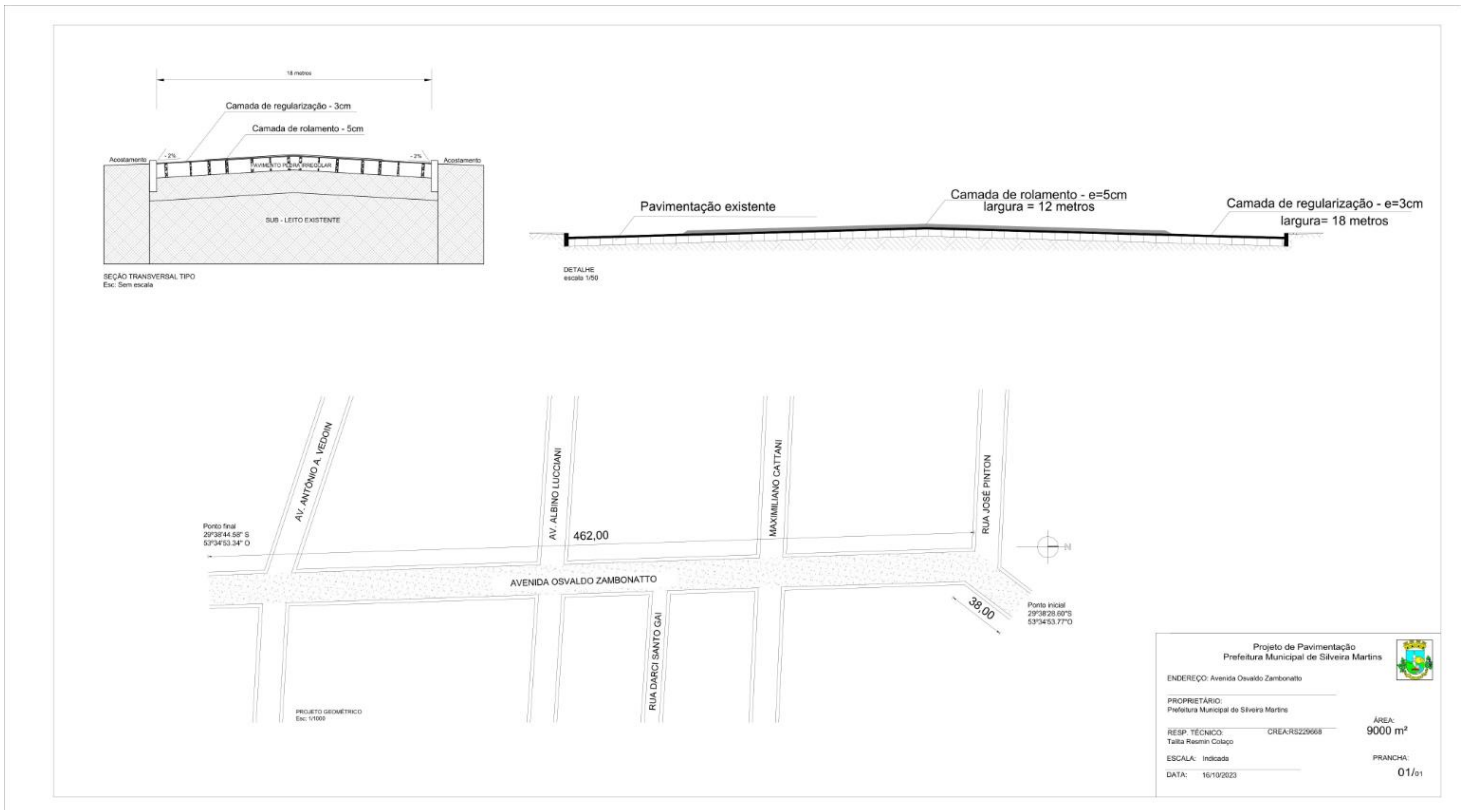 18 metros
Camada de regularização - 3cm
Camada de rolamento - 5cm
Acostamento
- 2%
- 2%
Acostamento
PAVIMENTO PEDRA IRREGULAR
SUB - LEITO EXISTENTE
SEÇÃO TRANSVERSAL TIPO
Esc: Sem escala
Pavimentação existente
Camada de rolamento - e=5cm
largura = 12 metros
Camada de regularização - e=3cm
largura= 18 metros
DETALHE
escala 1/50
AV. ANTÔNIO A. VEDOIN
AV. ALBINO LUCCIANI
MAXIMILIANO CATTANI
RUA JOSÉ PINTON
Ponto final
29°38'44.58" S
53°34'53.34" O
462,00
N
AVENIDA OSVALDO ZAMBONATTO
38,00
Ponto inicial
29°38'28.60"S
53°34'53.77"O
RUA DARCI SANTO GAI
PROJETO GEOMÉTRICO
Esc: 1/1000
Projeto de Pavimentação
Prefeitura Municipal de Silveira Martins
ENDEREÇO: Avenida Osvaldo Zambonatto
PROPRIETÁRIO:
Prefeitura Municipal de Silveira Martins
ÁREA:
9000 m²
RESP. TÉCNICO: CREA:RS229668
Talita Resmin Colaço
ESCALA: Indicada
PRANCHA:
DATA: 16/10/2023
01/01